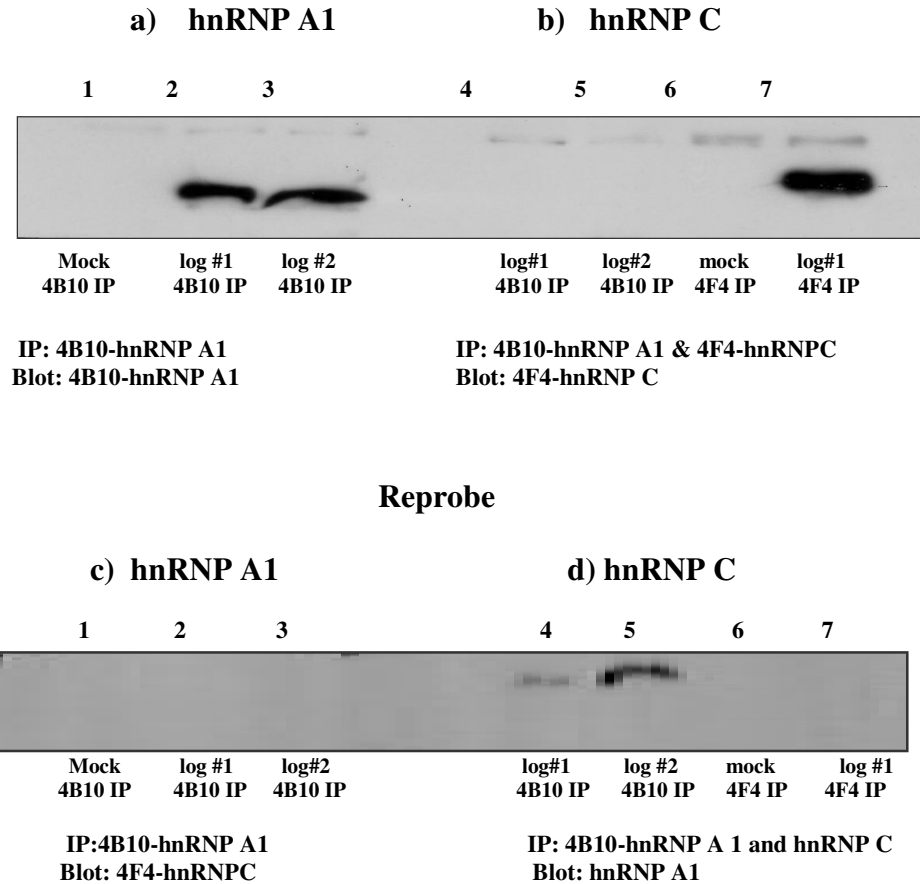 a) hnRNP A1
b) hnRNP C
1 2 3 4 5 6 7
Mock log #1 log #2 log#1 log#2 mock log#1
4B10 IP 4B10 IP 4B10 IP 4B10 IP 4B10 IP 4F4 IP 4F4 IP
IP: 4B10-hnRNP A1
Blot: 4B10-hnRNP A1
IP: 4B10-hnRNP A1 & 4F4-hnRNPC
Blot: 4F4-hnRNP C
Reprobe
c) hnRNP A1
d) hnRNP C
1 2 3 4 5 6 7
Mock log #1 log#2 log#1 log #2 mock log #1
4B10 IP 4B10 IP 4B10 IP 4B10 IP 4B10 IP 4F4 IP 4F4 IP
IP:4B10-hnRNP A1
Blot: 4F4-hnRNPC
IP: 4B10-hnRNP A 1 and hnRNP C
Blot: hnRNP A1